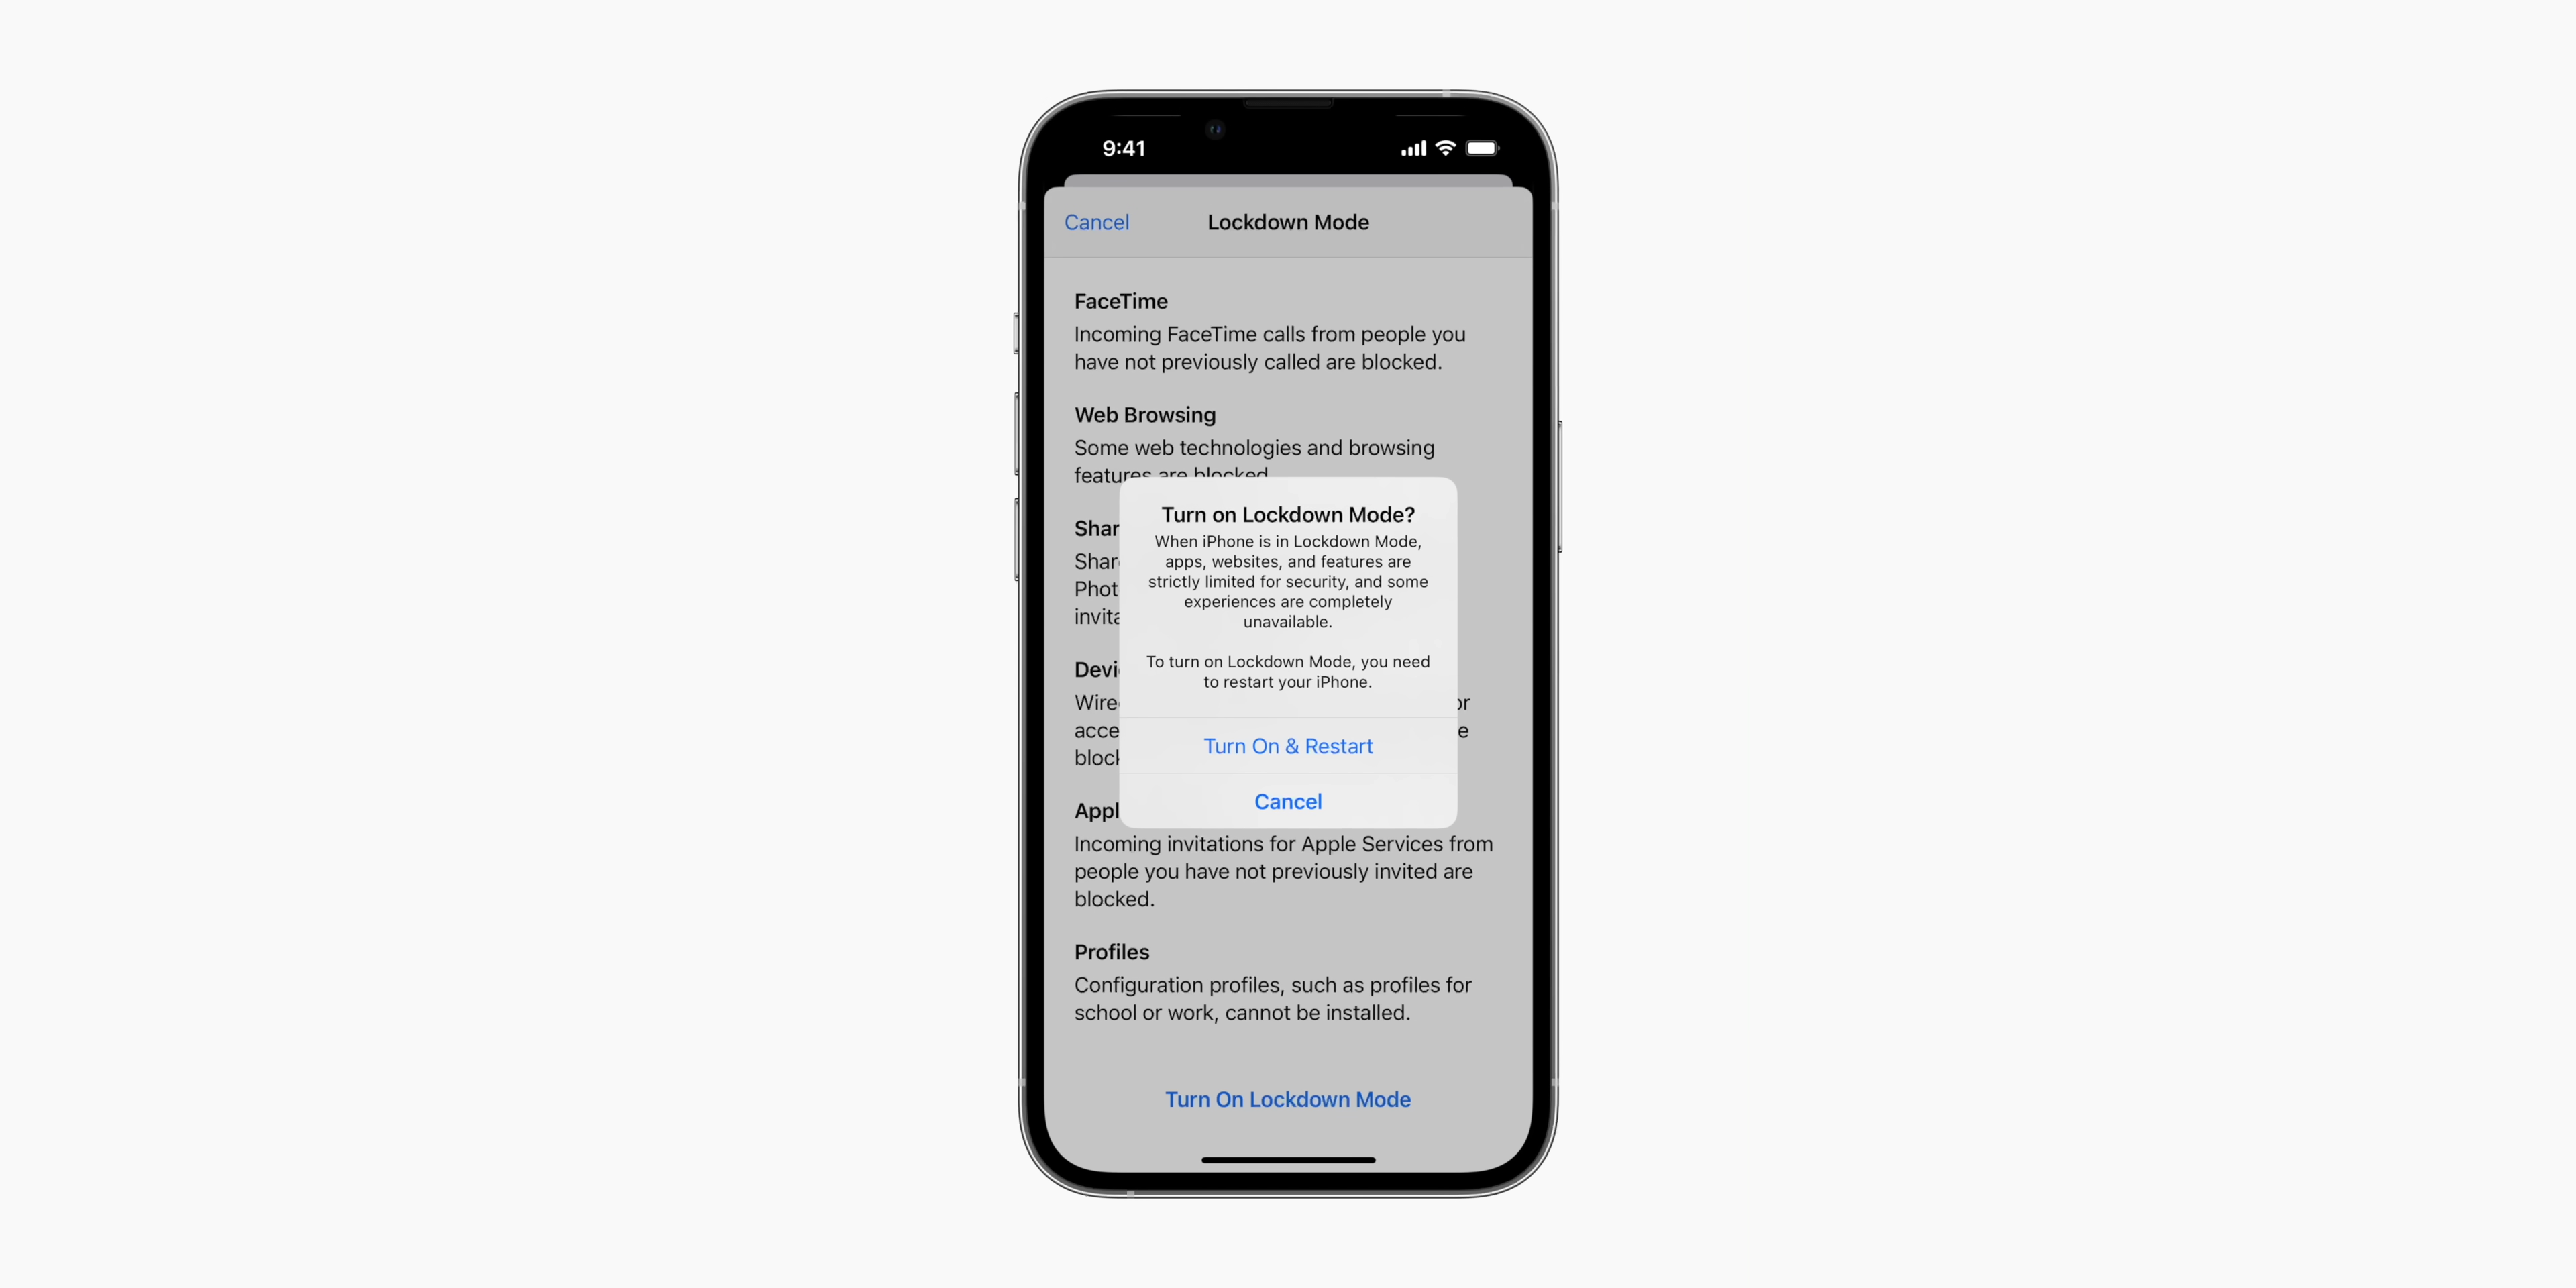 9:41
Cancel
Lockdown Mode
FaceTime
Incoming FaceTime calls from people you
have not previously called are blocked.
Web Browsing
Some web technologies and browsing
features are blocked
Turn on Lockdown Mode?
When iPhone is in Lockdown Mode,
apps, websites, and features are
strictly limited for security, and some
experiences are completely
unavailable.
To turn on Lockdown Mode, you need
to restart your iPhone.
Turn On & Restart
Cancel
Incoming invitations for Apple Services from
people you have not previously invited are
blocked.
Profiles
Configuration profiles, such as profiles for
school or work, cannot be installed.
Turn On Lockdown Mode